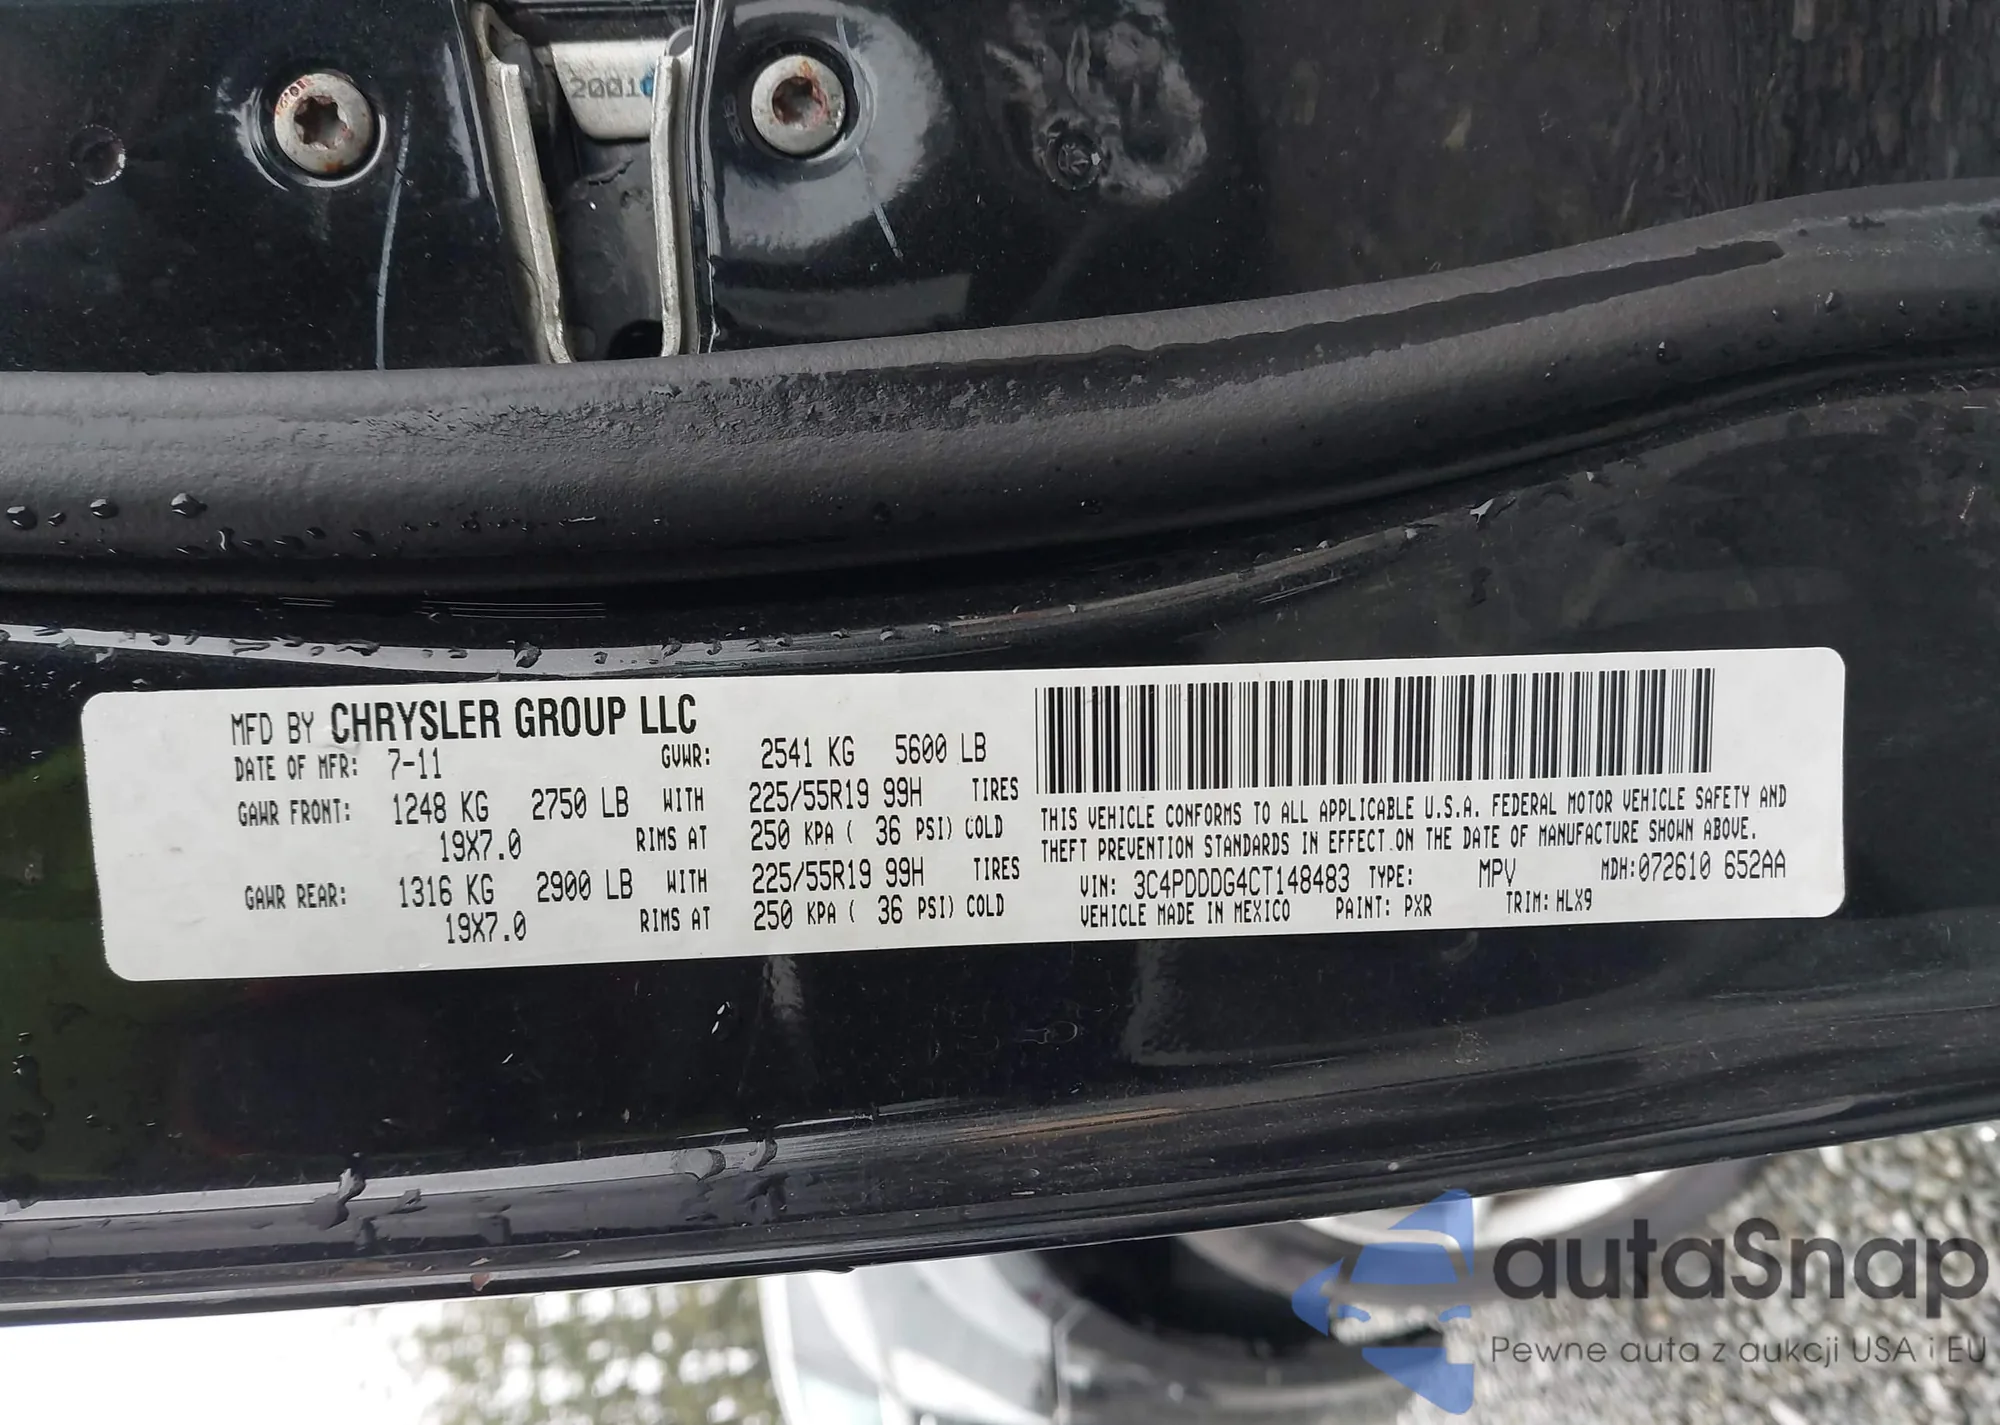 20010
MFD BY CHRYSLER GROUP LLC
DATE OF MFR: 7-11 GVWR: 2541 KG 5600 LB
GAWR FRONT: 1248 KG 2750 LB WITH 225/55R19 99H TIRES
19X7.0 RIMS AT 250 KPA ( 36 PSI) COLD
GAWR REAR: 1316 KG 2900 LB WITH 225/55R19 99H TIRES
19X7.0 RIMS AT 250 KPA ( 36 PSI) COLD
THIS VEHICLE CONFORMS TO ALL APPLICABLE U.S.A. FEDERAL MOTOR VEHICLE SAFETY AND
THEFT PREVENTION STANDARDS IN EFFECT ON THE DATE OF MANUFACTURE SHOWN ABOVE.
VIN: 3C4PDDDG4CT148483 TYPE: MPV MDH:072610 652AA
VEHICLE MADE IN MEXICO PAINT: PXR TRIM: HLX9
autaSnap
Pewne auta z aukcji USA i EU